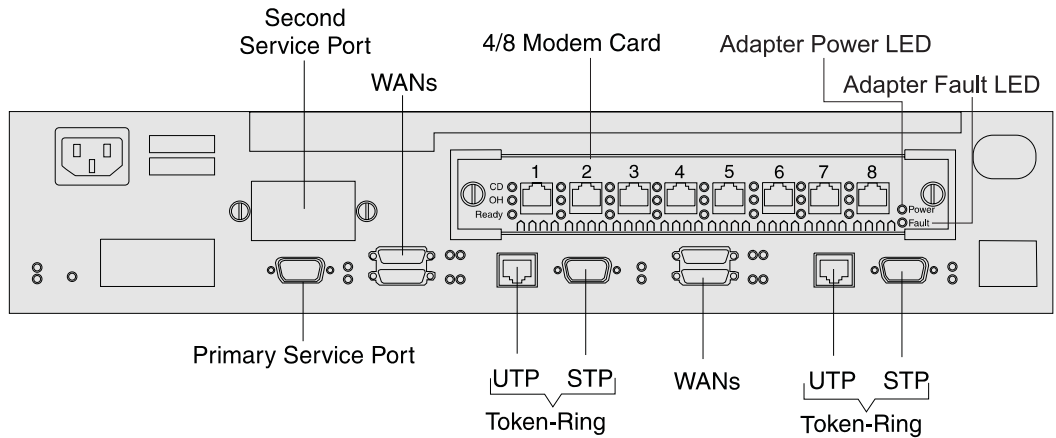 Second
Service Port
WANs
4/8 Modem Card
Adapter Power LED
Adapter Fault LED
1 2 3 4 5 6 7 8
CD
OH
Ready
Power
Fault
Primary Service Port
UTP STP
Token-Ring
WANs
UTP STP
Token-Ring